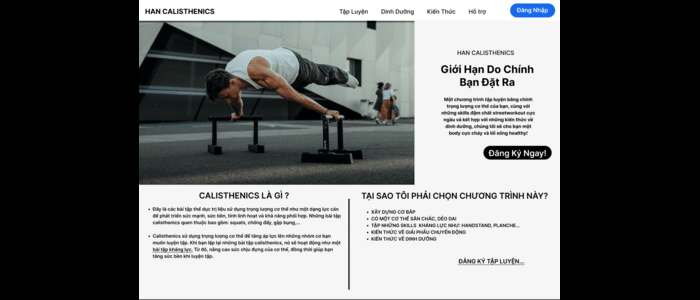 HAN CALISTHENICS
Tập Luyện Dinh Dưỡng Kiến Thức Hỗ trợ Đăng Nhập
HAN CALISTHENICS
Giới Hạn Do Chính
Bạn Đặt Ra
Một chương trình tập luyện bằng chính
trọng lượng cơ thể của bạn, cùng với
những skills đậm chất streetworkout cực
ngầu và kết hợp với những kiến thức về
dinh dưỡng, chúng tôi sẽ cho bạn một
body cực cháy và lối sống healthy!
Đăng Ký Ngay!
CALISTHENICS LÀ GÌ ?
Đây là các bài tập thể dục trị liệu sử dụng trọng lượng cơ thể như một dạng lực cản
để phát triển sức mạnh, sức bền, tính linh hoạt và khả năng phối hợp. Những bài tập
calisthenics quen thuộc bao gồm: squats, chống đẩy, gập bụng,...
Calisthenics sử dụng trọng lượng cơ thể để tăng áp lực lên những nhóm cơ bạn
muốn luyện tập. Khi bạn lặp lại những bài tập calisthenics, nó sẽ hoạt động như một
bài tập kháng lực. Từ đó, nâng cao sức chịu đựng của cơ thể, đồng thời giúp bạn
tăng sức bền khi luyện tập.
TẠI SAO TÔI PHẢI CHỌN CHƯƠNG TRÌNH NÀY?
XÂY DỰNG CƠ BẮP
CÓ MỘT CƠ THỂ SĂN CHẮC, DẺO DAI
TẬP NHỮNG SKILLS KHÁNG LỰC NHƯ: HANDSTAND, PLANCHE...
KIẾN THỨC VỀ GIẢI PHẪU CHUYỂN ĐỘNG
KIẾN THỨC VỀ DINH DƯỠNG
ĐĂNG KÝ TẬP LUYỆN...